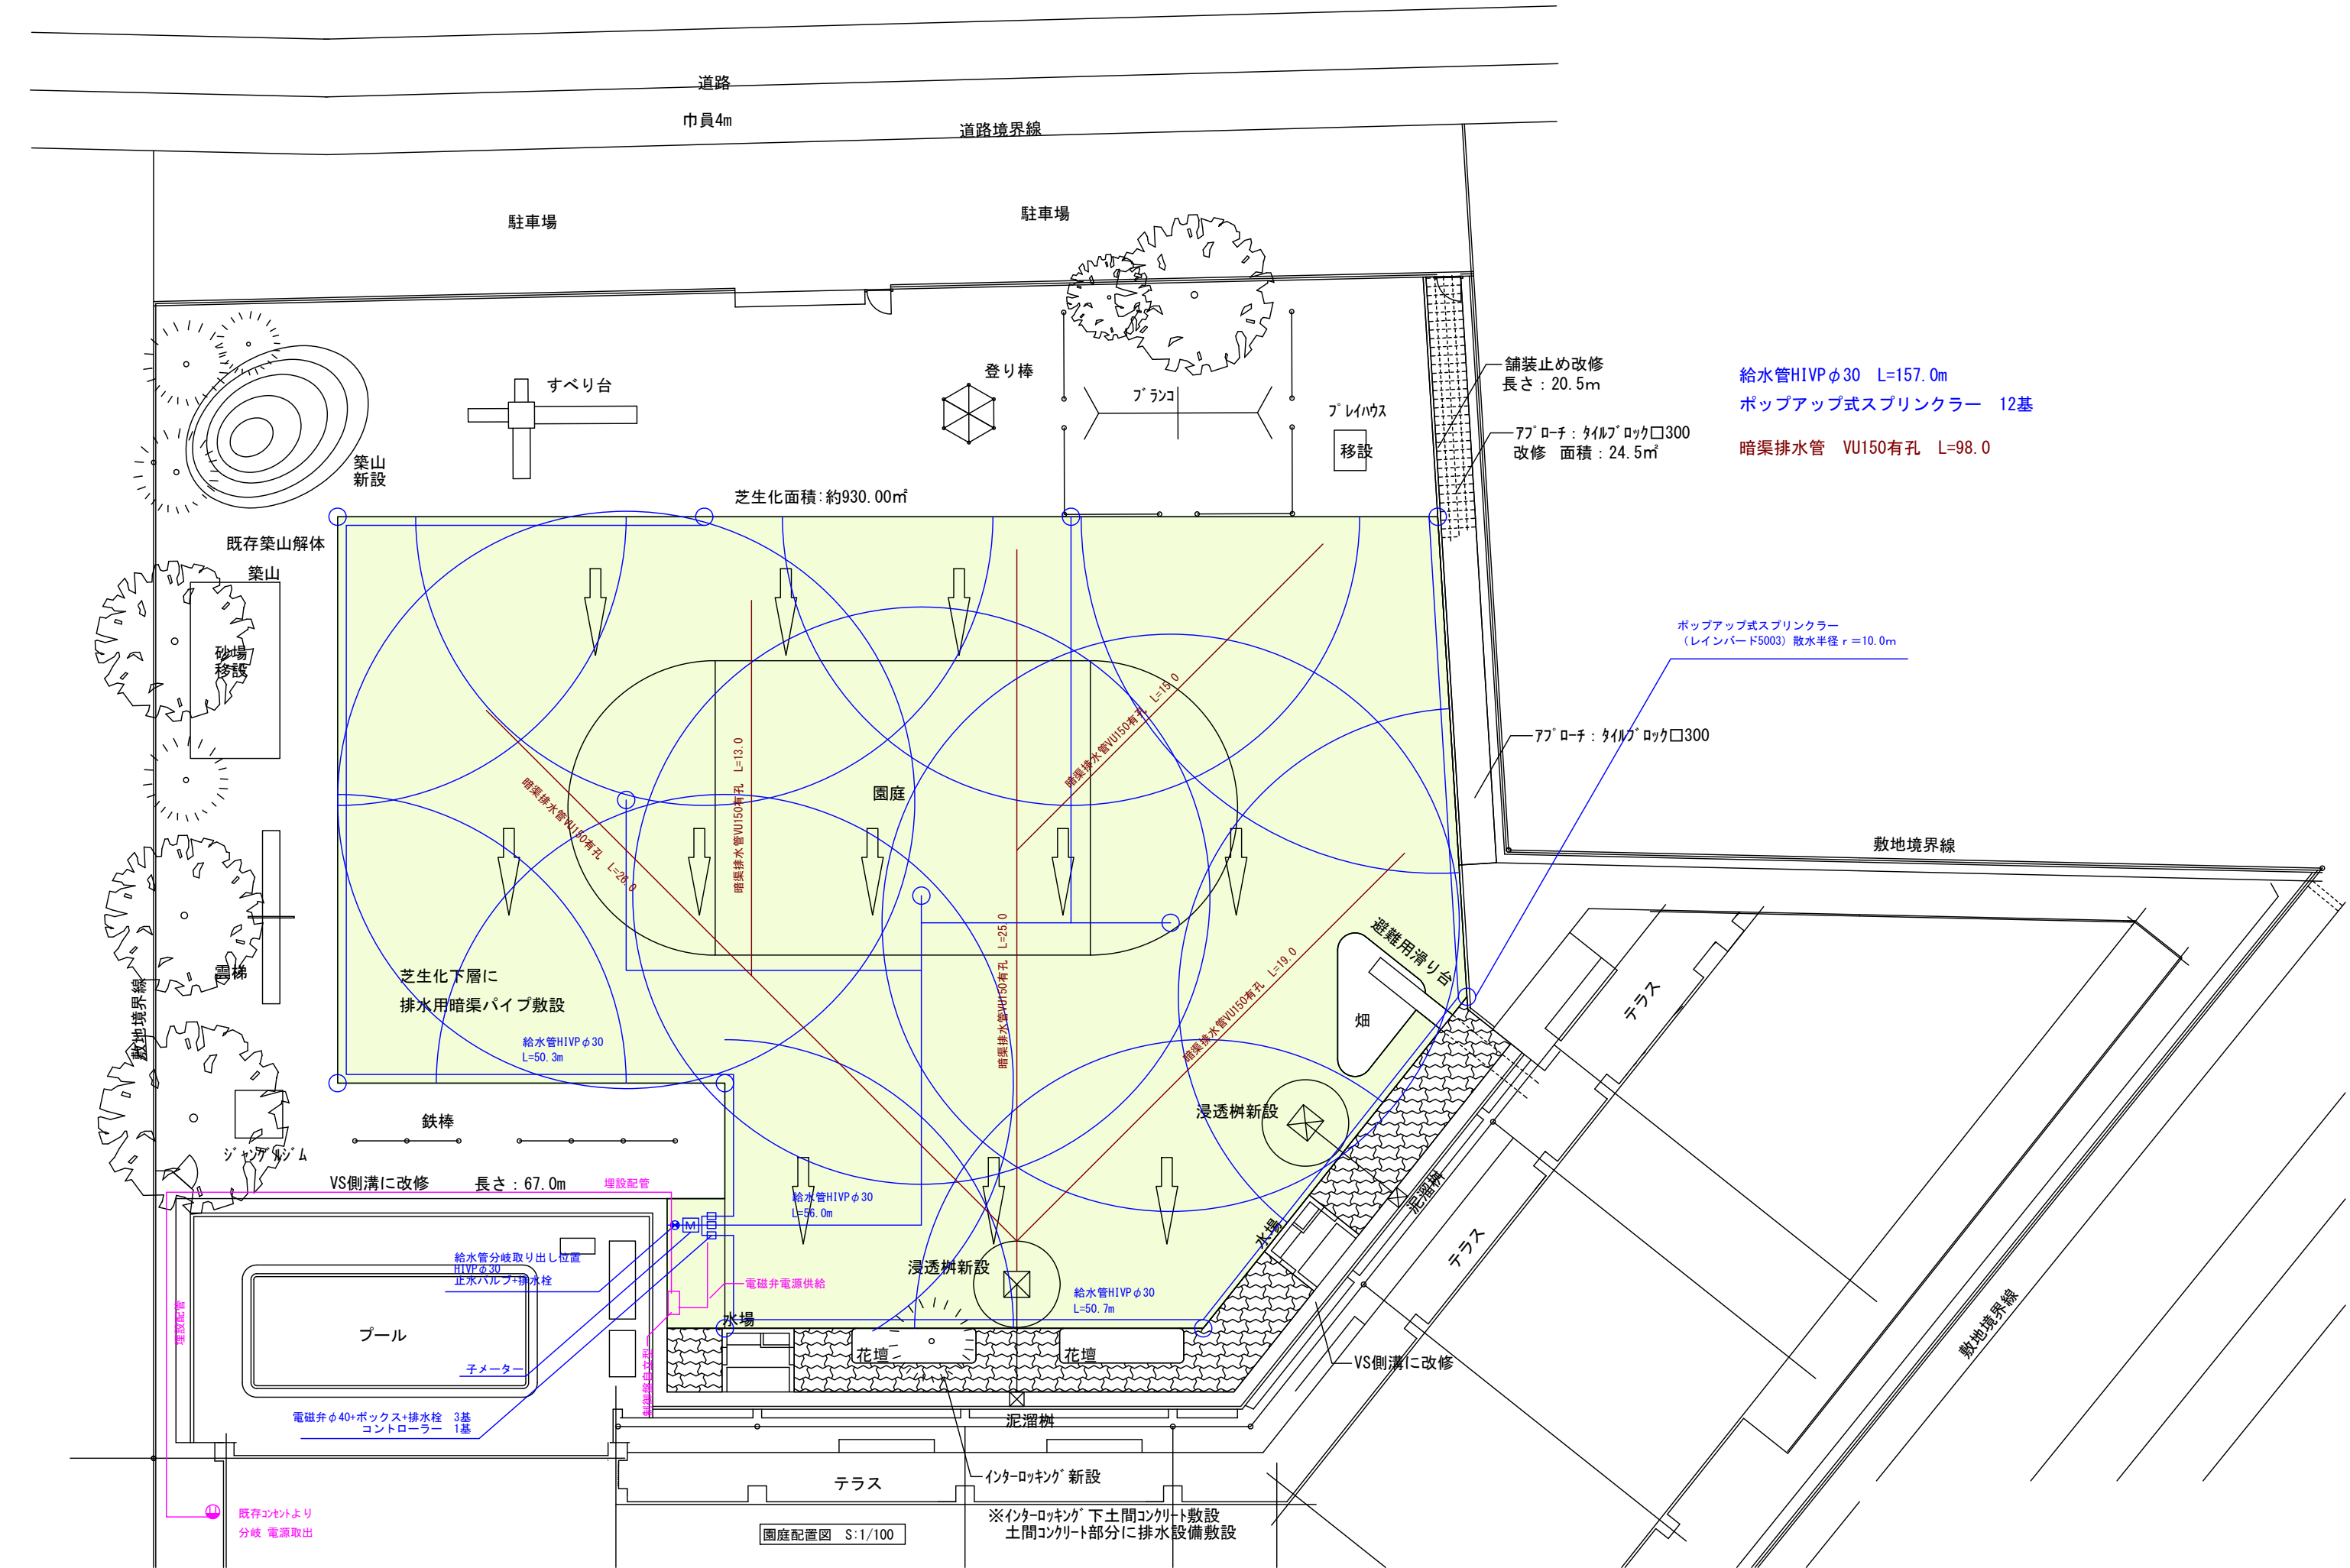 道路
巾員4m
道路境界線
駐車場
駐車場
すべり台
登り棒
ブランコ
プレイハウス
移設
舗装止め改修
長さ：20.5m
アプローチ：タイルブロック□300
改修 面積：24.5㎡
給水管HIVPφ30 L=157.0m
ポップアップ式スプリンクラー 12基
暗渠排水管 VU150有孔 L=98.0
築山
新設
芝生化面積:約930.00㎡
既存築山解体
築山
砂場
移設
ポップアップ式スプリンクラー
（レインバード5003）散水半径ｒ＝10.0m
暗渠排水管VU150有孔 L=15.0
暗渠排水管VU150有孔 L=13.0
暗渠排水管VU150有孔 L=26.0
園庭
アプローチ：タイルブロック□300
敷地境界線
暗渠排水管VU150有孔 L=25.0
暗渠排水管VU150有孔 L=19.0
避難用滑り台
畑
テラス
雲梯
敷地境界線
芝生化下層に
排水用暗渠パイプ敷設
給水管HIVPφ30
L=50.3m
浸透桝新設
鉄棒
ジャングルジム
VS側溝に改修 長さ：67.0m
埋設配管
給水管HIVPφ30
L=56.0m
泥溜桝
水場
テラス
M
給水管分岐取り出し位置
HIVPφ30
止水バルブ+排水栓
浸透桝新設
電磁弁電源供給
給水管HIVPφ30
L=50.7m
埋設配管
プール
水場
子メーター
制御盤自立型
花壇
花壇
VS側溝に改修
敷地境界線
電磁弁φ40+ボックス+排水栓 3基
コントローラー 1基
泥溜桝
テラス
インターロッキング新設
既存コンセントより
分岐 電源取出
園庭配置図 S:1/100
※インターロッキング下土間コンクリート敷設
土間コンクリート部分に排水設備敷設